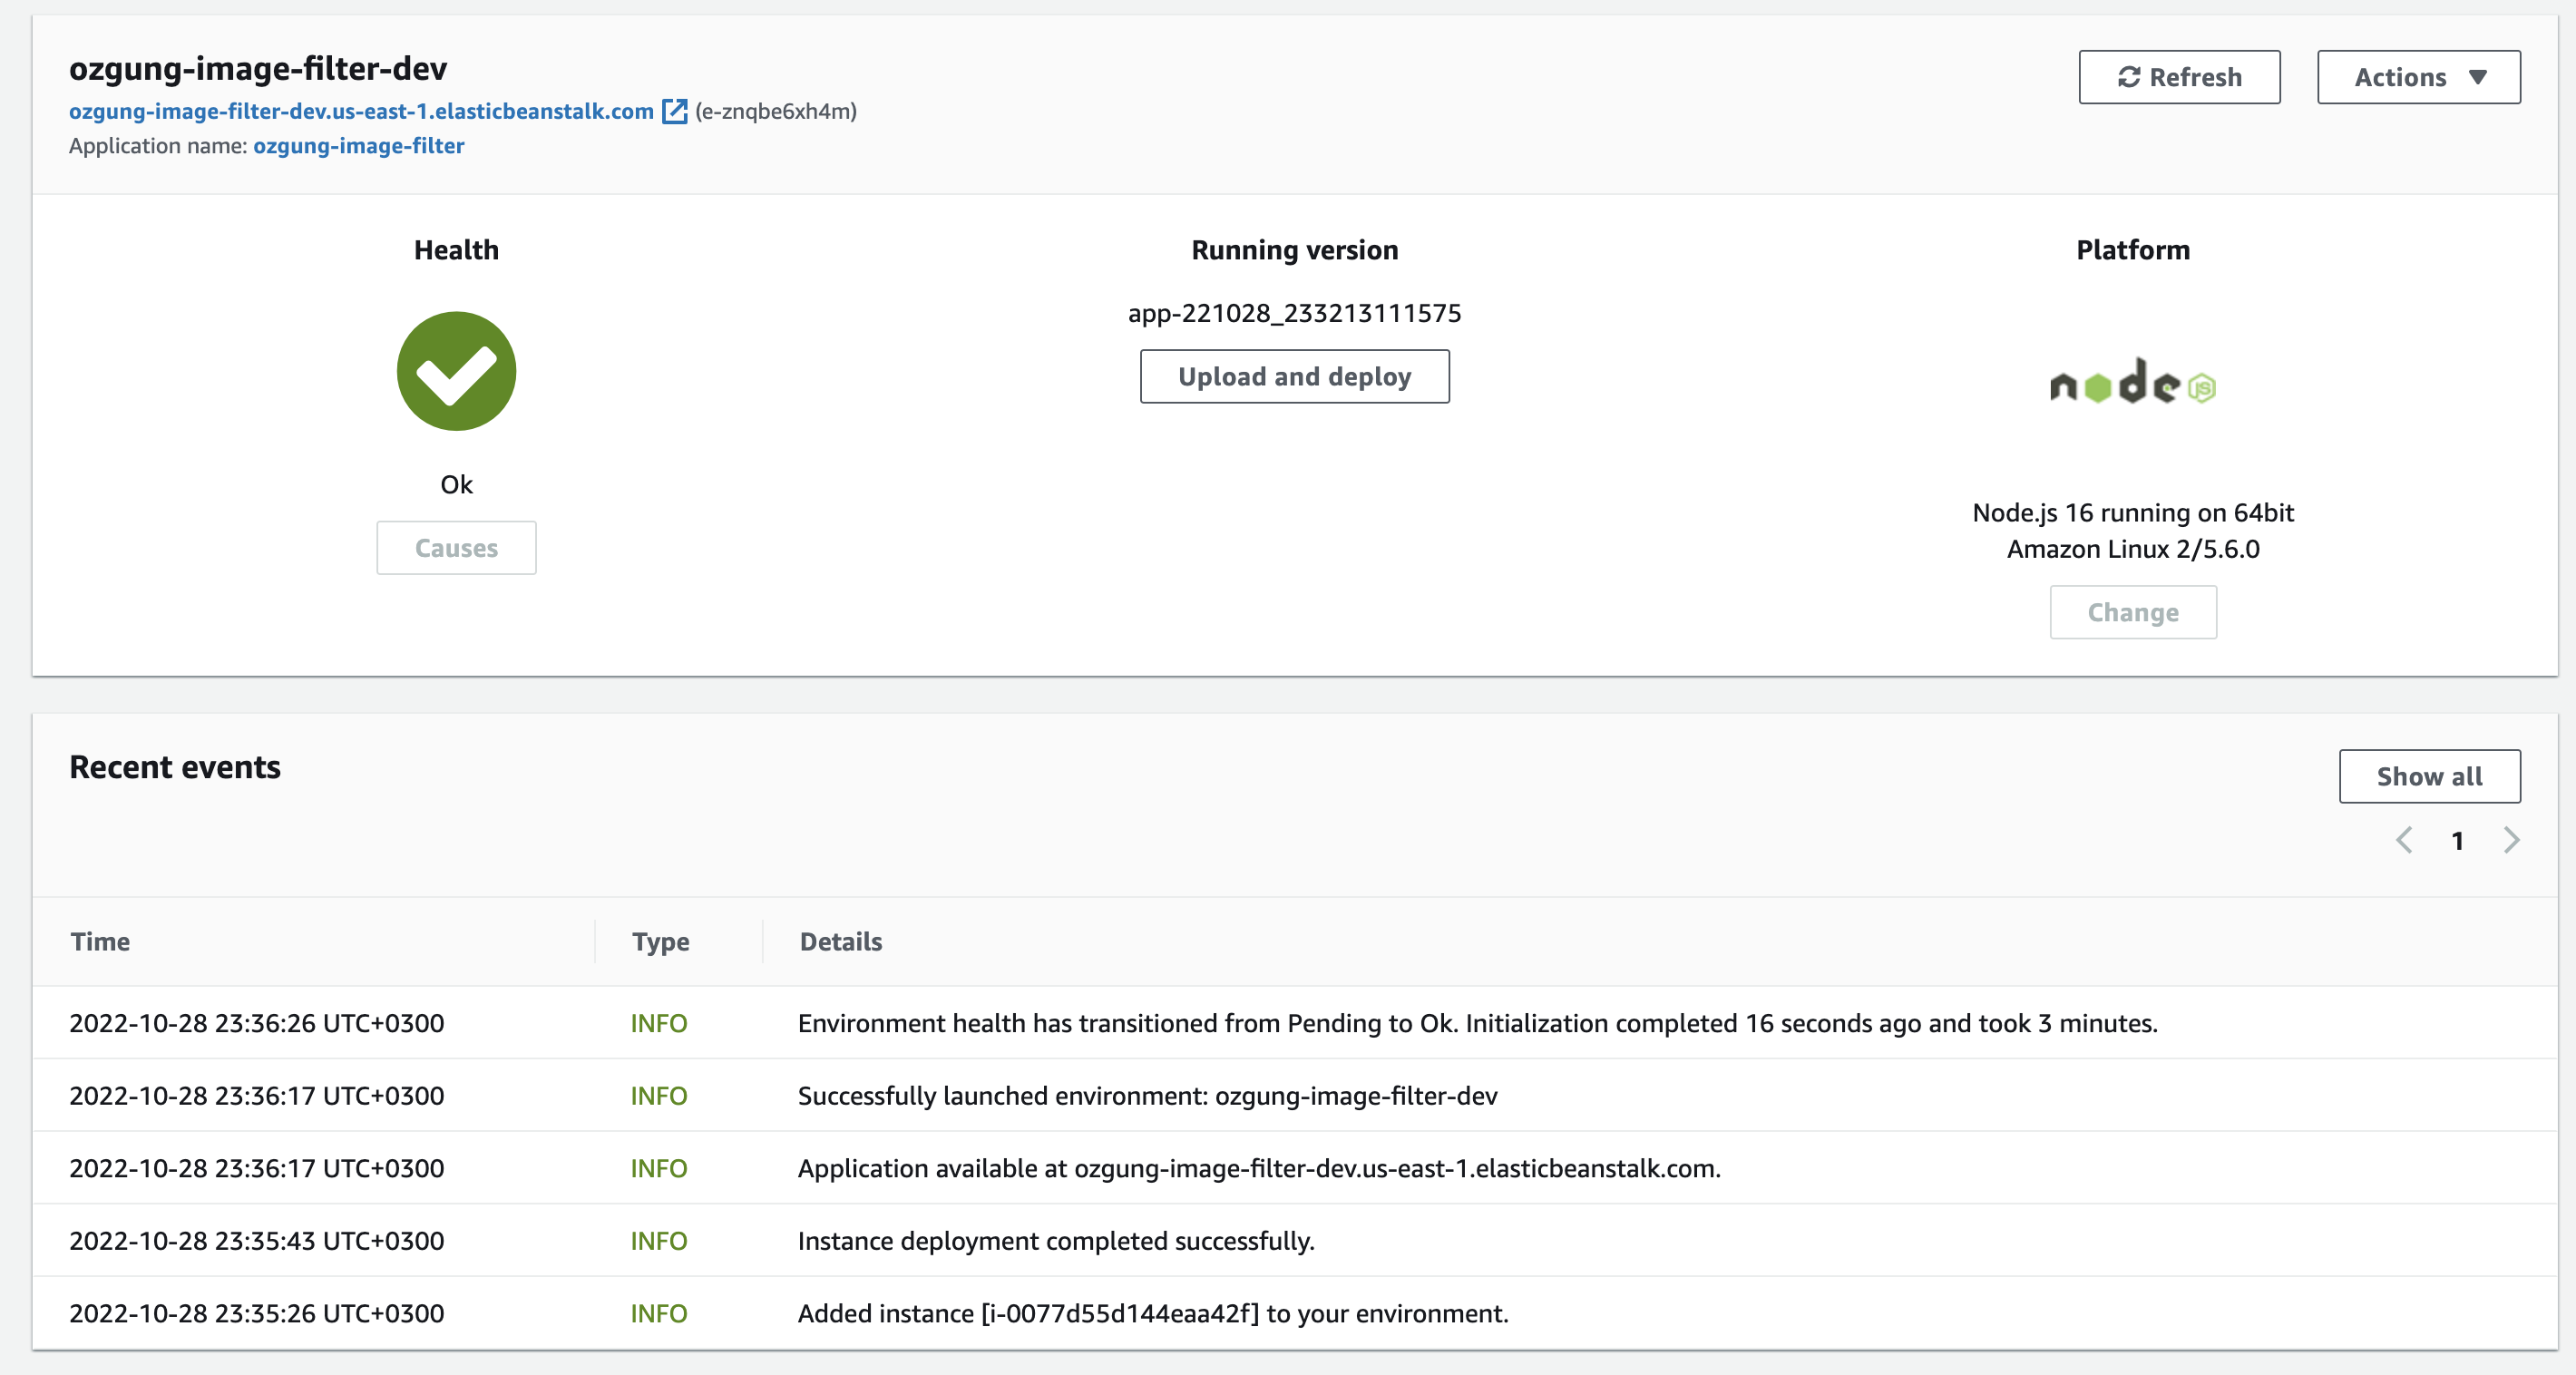 ozgung-image-filter-dev
Refresh
Actions
ozgung-image-filter-dev.us-east-1.elasticbeanstalk.com (e-znqbe6xh4m)
Application name: ozgung-image-filter
Health
Ok
Causes
Running version
app-221028_233213111575
Upload and deploy
Platform
node JS
Node.js 16 running on 64bit
Amazon Linux 2/5.6.0
Change
Recent events
Show all
1
Time Type Details
2022-10-28 23:36:26 UTC+0300 INFO Environment health has transitioned from Pending to Ok. Initialization completed 16 seconds ago and took 3 minutes.
2022-10-28 23:36:17 UTC+0300 INFO Successfully launched environment: ozgung-image-filter-dev
2022-10-28 23:36:17 UTC+0300 INFO Application available at ozgung-image-filter-dev.us-east-1.elasticbeanstalk.com.
2022-10-28 23:35:43 UTC+0300 INFO Instance deployment completed successfully.
2022-10-28 23:35:26 UTC+0300 INFO Added instance [i-0077d55d144eaa42f] to your environment.